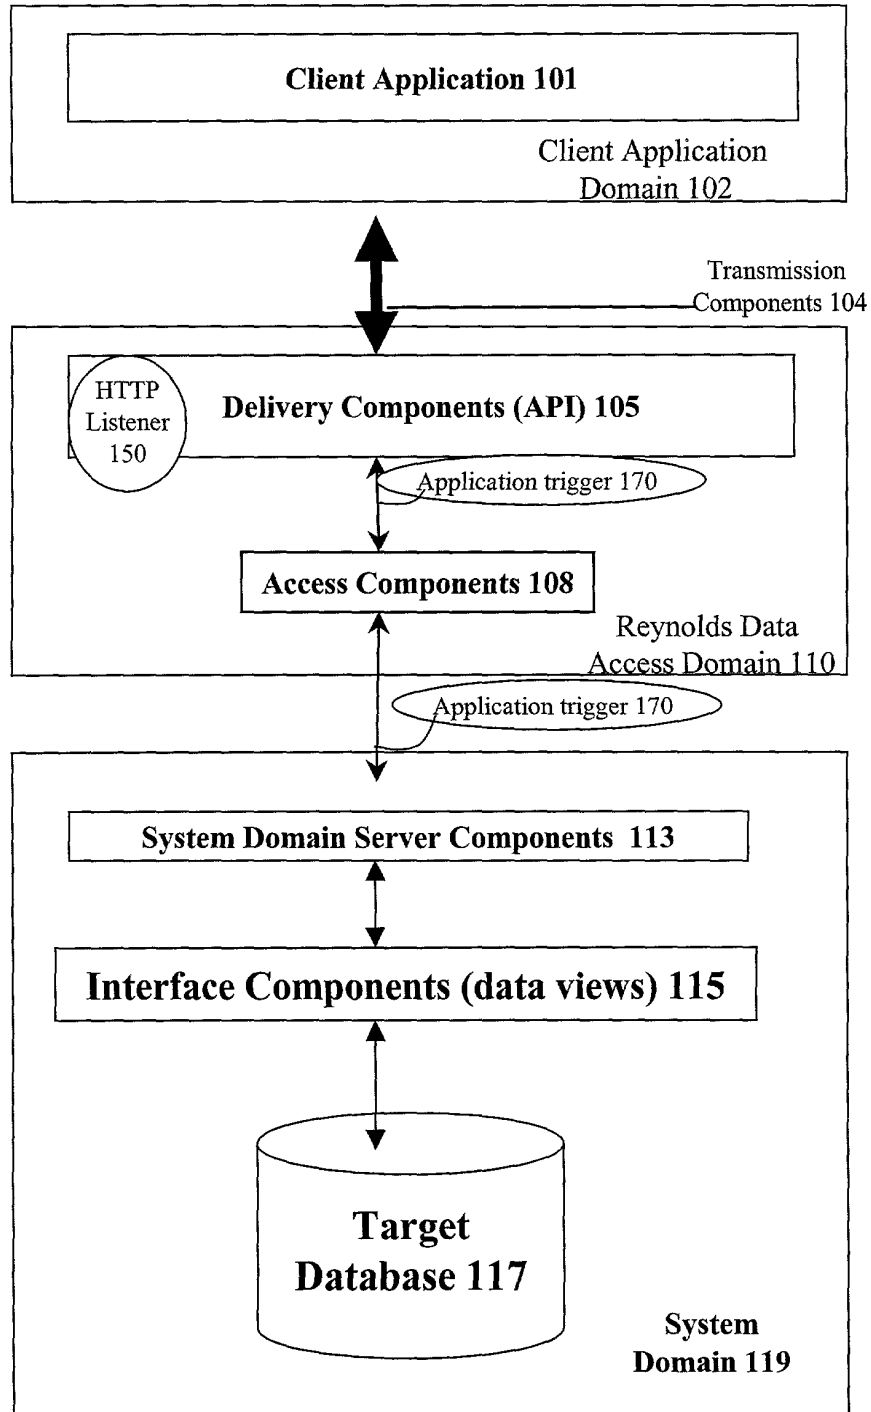 Client Application 101
Client Application
Domain 102
Transmission
Components 104
HTTP
Listener
150
Delivery Components (API) 105
Application trigger 170
Access Components 108
Reynolds Data
Access Domain 110
Application trigger 170
System Domain Server Components 113
Interface Components (data views) 115
Target
Database 117
System
Domain 119